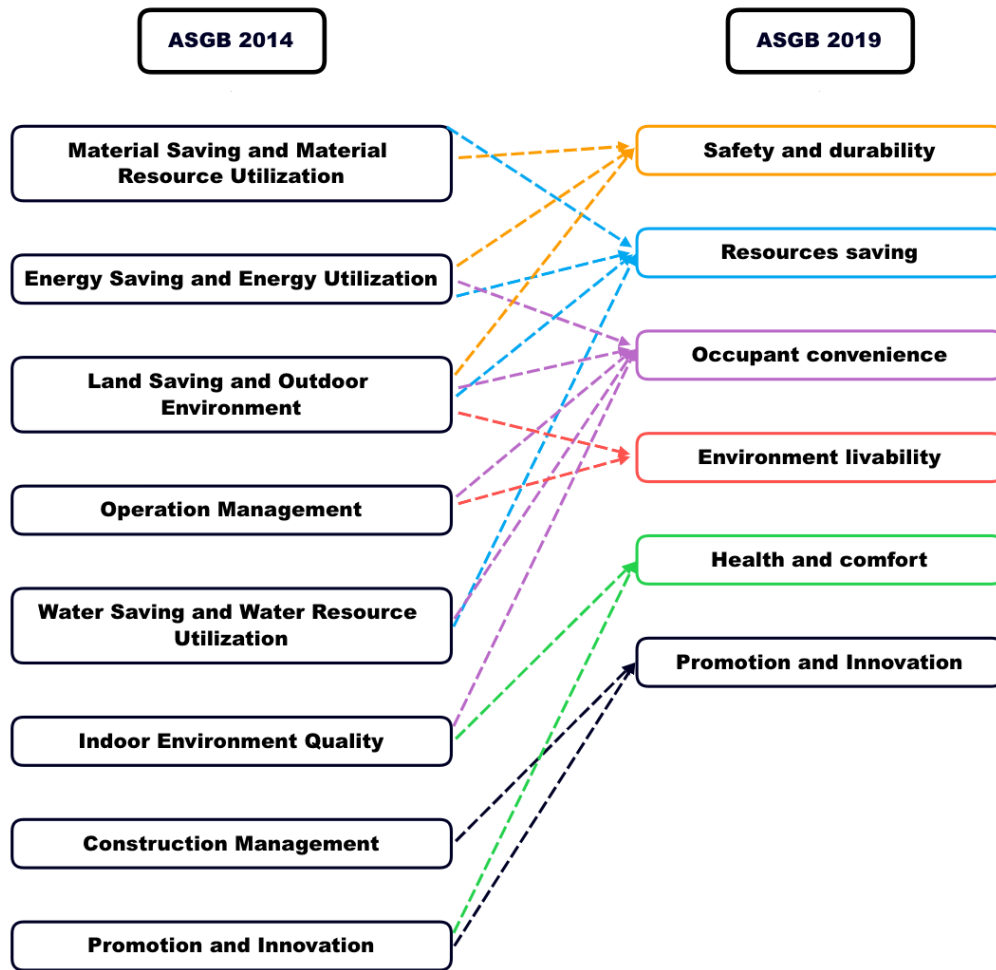 ASGB 2014
ASGB 2019
Material Saving and Material
Resource Utilization
Energy Saving and Energy Utilization
Land Saving and Outdoor
Environment
Operation Management
Water Saving and Water Resource
Utilization
Indoor Environment Quality
Construction Management
Promotion and Innovation
Safety and durability
Resources saving
Occupant convenience
Environment livability
Health and comfort
Promotion and Innovation